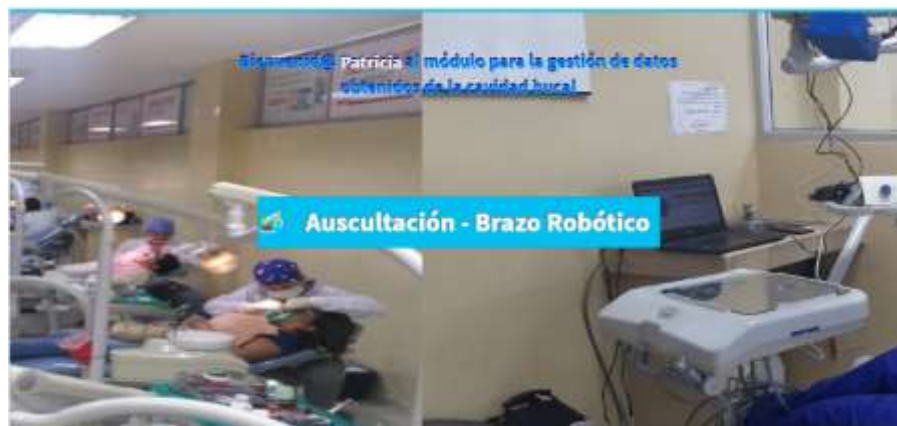 Bienvenid@ Patricia al módulo para la gestión de datos
obtenidos de la cavidad bucal
Auscultación - Brazo Robótico